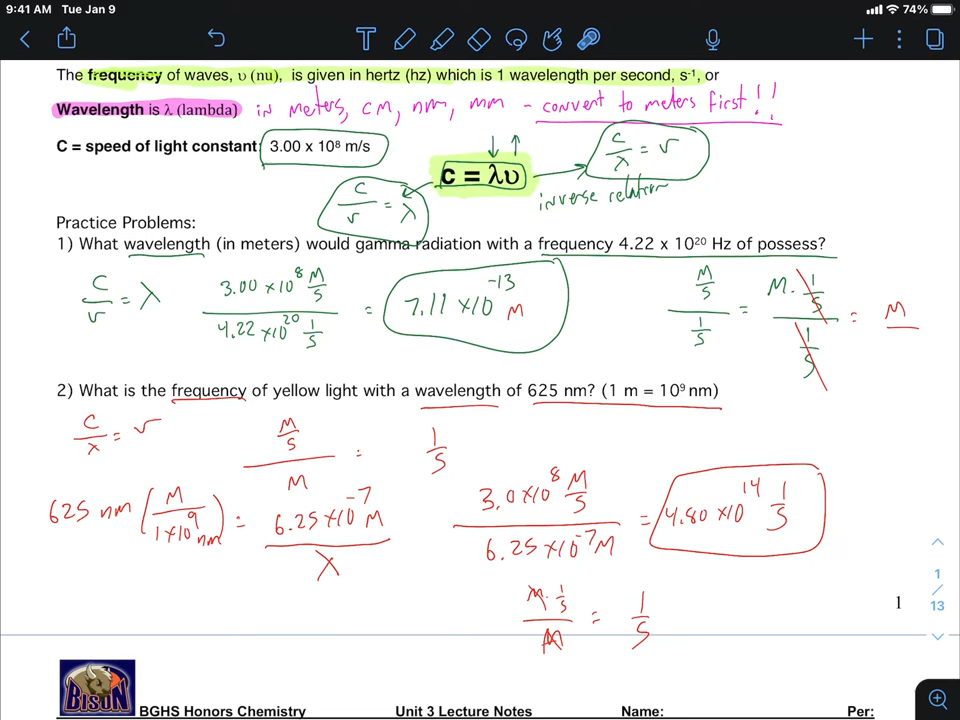 9:41 AM Tue Jan 9 74%
The frequency of waves, υ (nu), is given in hertz (hz) which is 1 wavelength per second, s⁻¹, or
Wavelength is λ (lambda) in meters, cm, nm, mm - convert to meters first!!
C = speed of light constant: 3.00 x 10⁸ m/s
c = λυ
c/λ = ν
c/ν = λ
inverse relation
Practice Problems:
1) What wavelength (in meters) would gamma radiation with a frequency 4.22 x 10²⁰ Hz of possess?
c/ν = λ 3.00 x 10⁸ M/S / 4.22 x 10²⁰ 1/S = 7.11 x 10⁻¹³ M
M/S / 1/S = M · 1/S / 1/S = M
2) What is the frequency of yellow light with a wavelength of 625 nm? (1 m = 10⁹ nm)
c/λ = ν M/S / M = 1/S
625 nm (M / 1x10⁹ nm) = 6.25 x 10⁻⁷ M / λ
3.0 x 10⁸ M/S / 6.25 x 10⁻⁷ M = 4.80 x 10¹⁴ 1/S
M · 1/S / M = 1/S
1
1 / 13
BISON
BGHS Honors Chemistry Unit 3 Lecture Notes Name: Per: